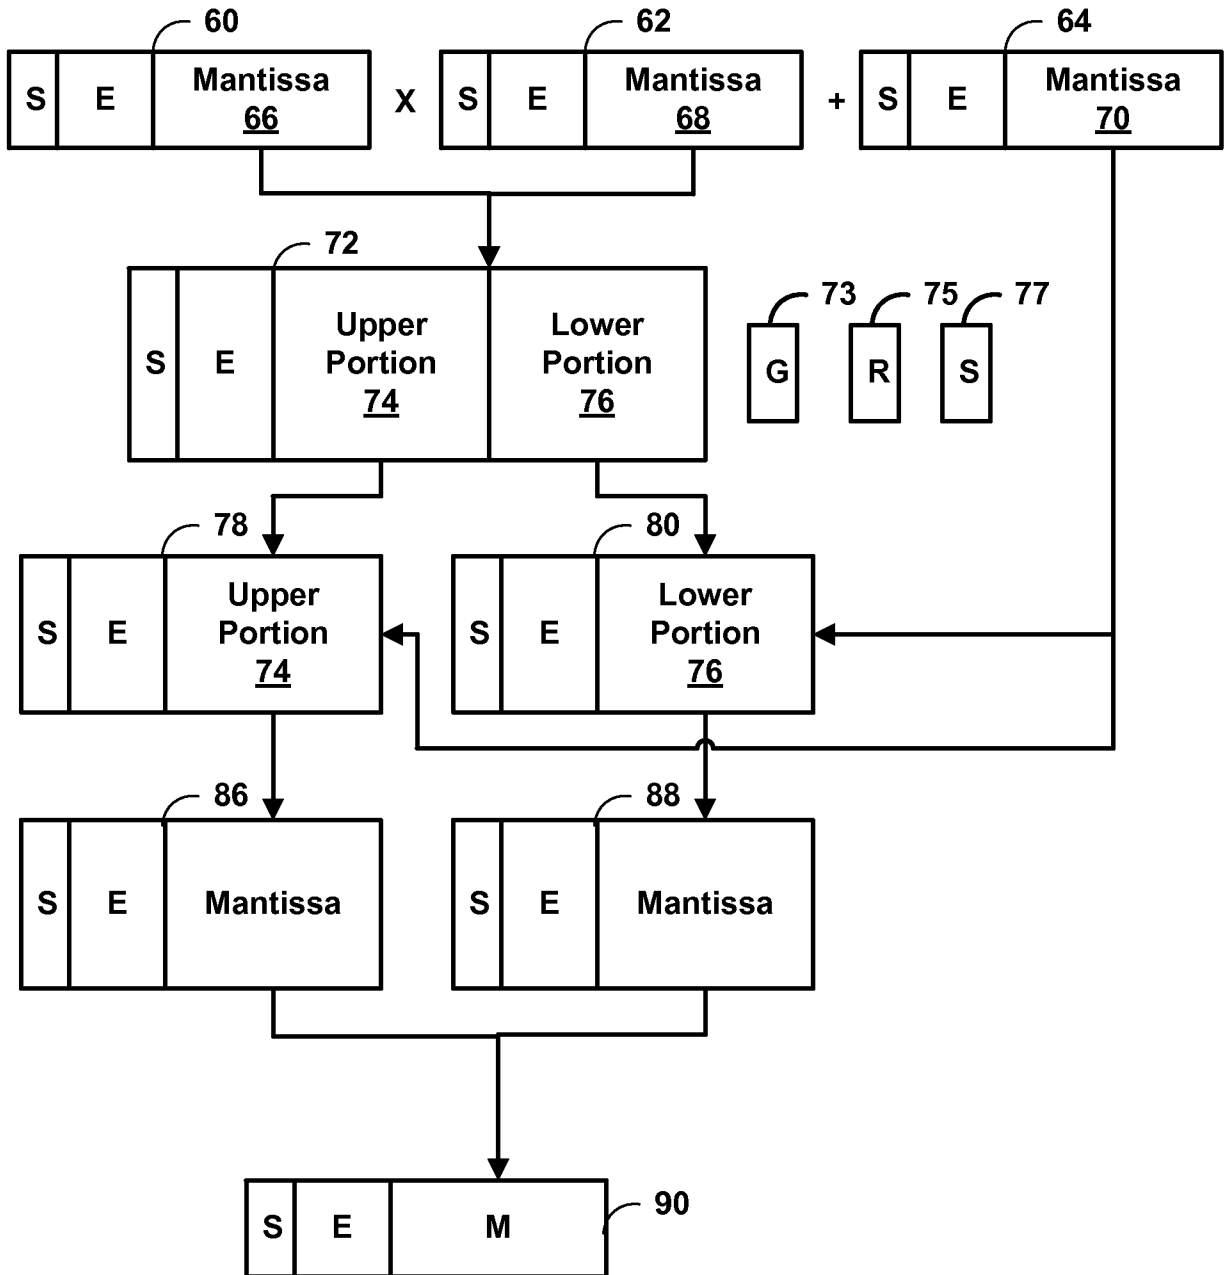 60
62
64
S E Mantissa 66 X S E Mantissa 68 + S E Mantissa 70
72
73
75
77
S E Upper Portion 74 Lower Portion 76
G R S
78
80
S E Upper Portion 74
S E Lower Portion 76
86
88
S E Mantissa
S E Mantissa
S E M 90